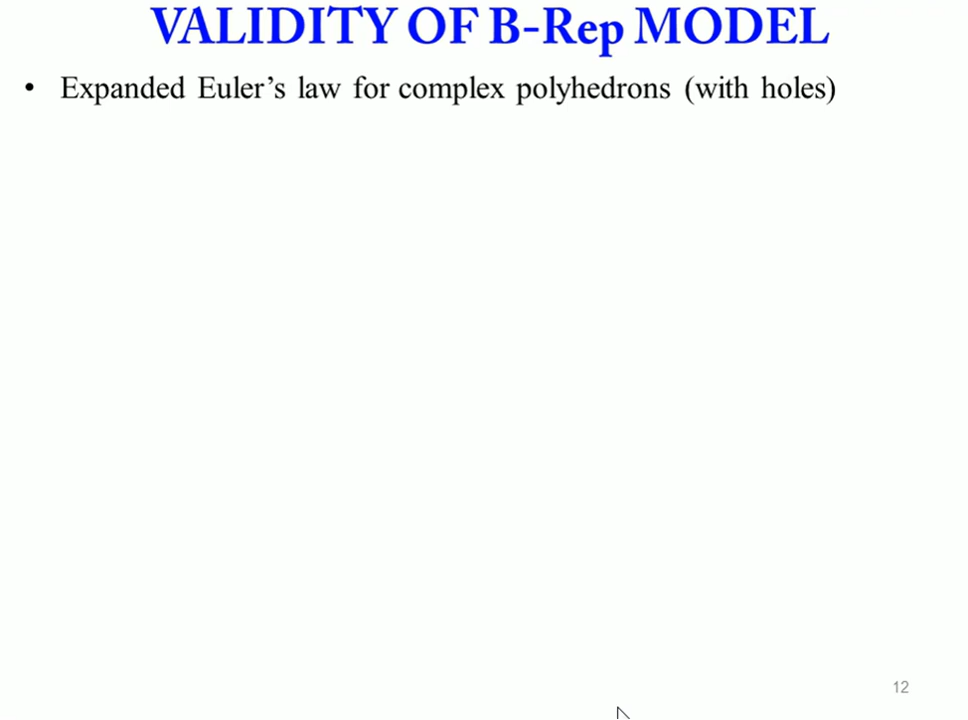 VALIDITY OF B-Rep MODEL
• Expanded Euler’s law for complex polyhedrons (with holes)
12